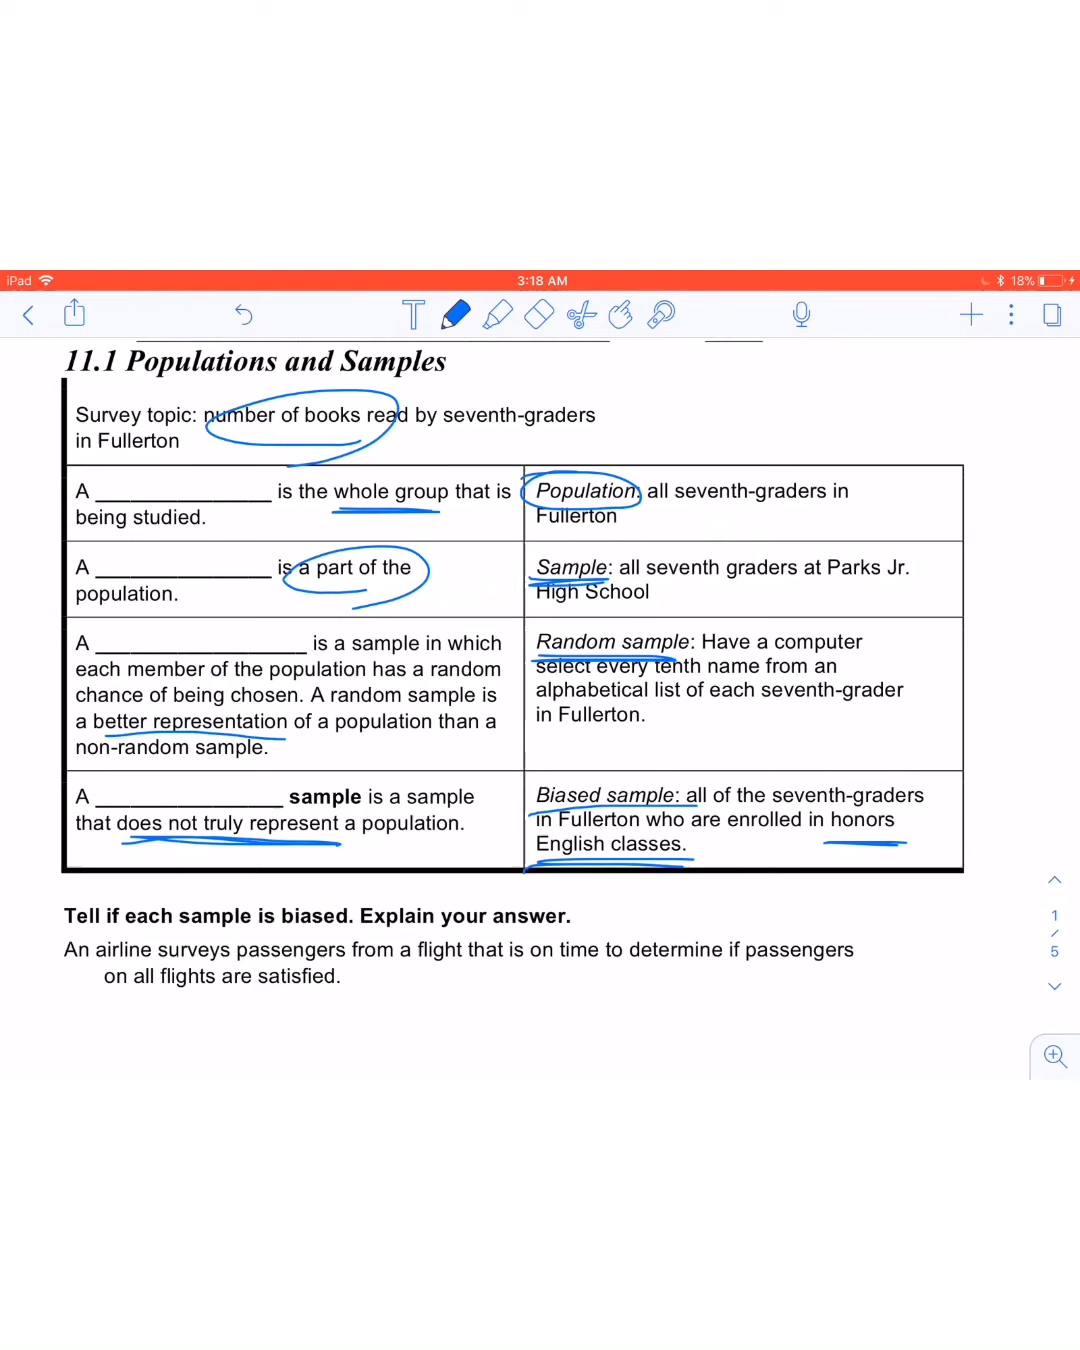 iPad 3:18 AM 18%
11.1 Populations and Samples
Survey topic: number of books read by seventh-graders
in Fullerton
A ________________ is the whole group that is
being studied.
Population: all seventh-graders in
Fullerton
A ________________ is a part of the
population.
Sample: all seventh graders at Parks Jr.
High School
A ___________________ is a sample in which
each member of the population has a random
chance of being chosen. A random sample is
a better representation of a population than a
non-random sample.
Random sample: Have a computer
select every tenth name from an
alphabetical list of each seventh-grader
in Fullerton.
A _________________ sample is a sample
that does not truly represent a population.
Biased sample: all of the seventh-graders
in Fullerton who are enrolled in honors
English classes.
Tell if each sample is biased. Explain your answer.
An airline surveys passengers from a flight that is on time to determine if passengers
on all flights are satisfied.
1
/
5